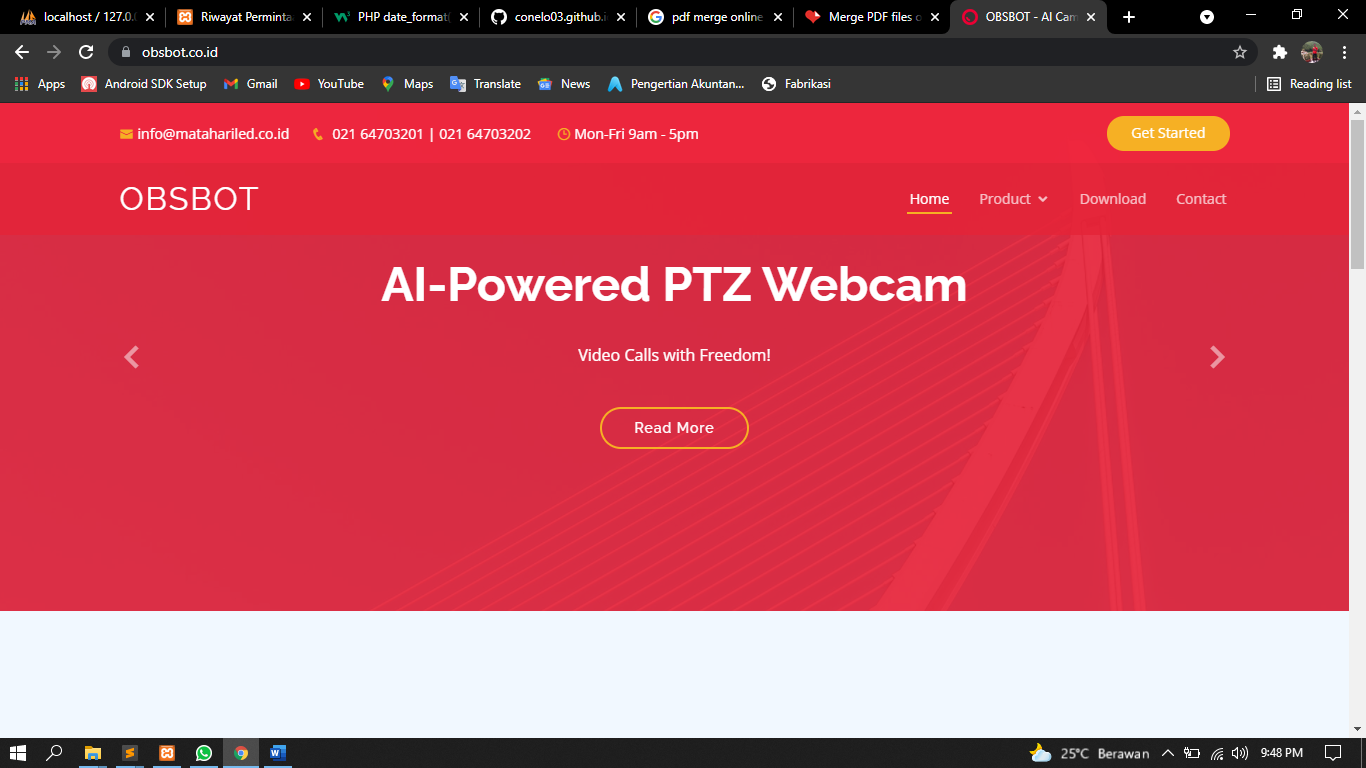 localhost / 127.0.0
Riwayat Perminta
PHP date_format(
conelo03.github.i
pdf merge online
Merge PDF files o
OBSBOT - AI Cam
obsbot.co.id
Apps
Android SDK Setup
Gmail
YouTube
Maps
Translate
News
Pengertian Akuntan...
Fabrikasi
Reading list
info@matahariled.co.id
021 64703201 | 021 64703202
Mon-Fri 9am - 5pm
Get Started
OBSBOT
Home
Product
Download
Contact
AI-Powered PTZ Webcam
Video Calls with Freedom!
Read More
25°C Berawan
9:48 PM